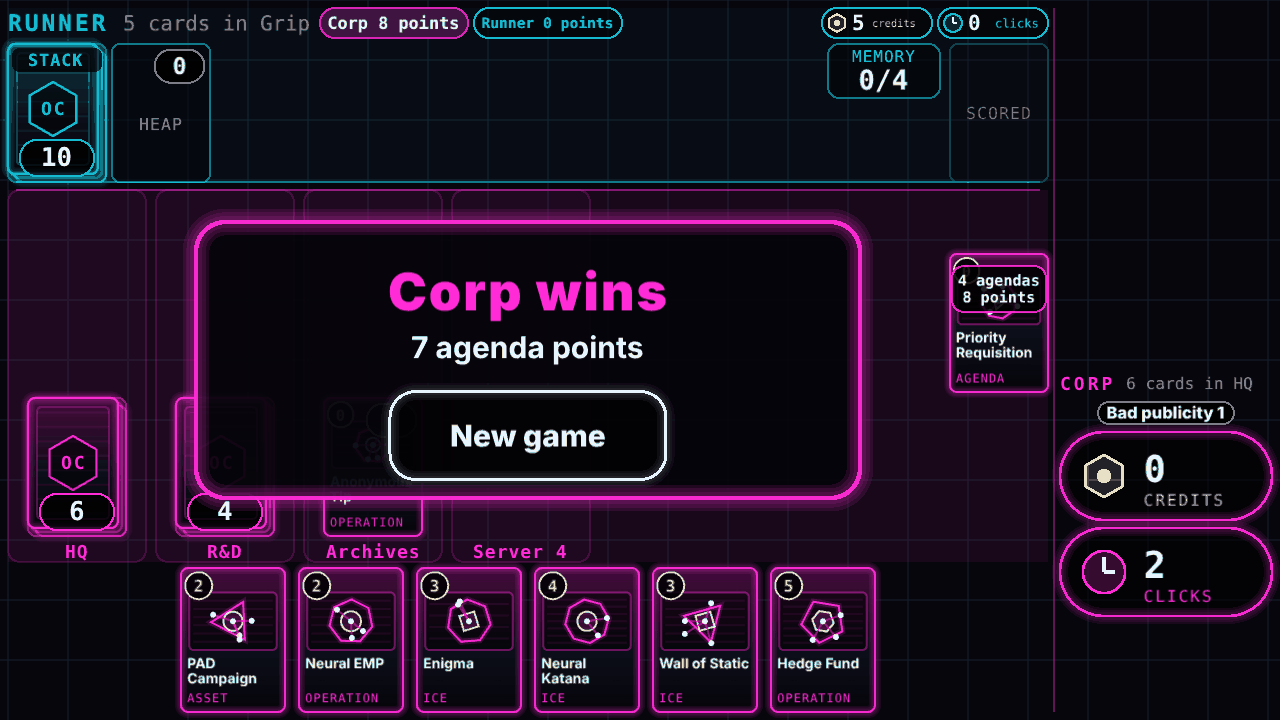 RUNNER 5 cards in Grip Corp 8 points Runner 0 points 5 credits 0 clicks
STACK
OC
10
0
HEAP
MEMORY
0/4
SCORED
Corp wins
7 agenda points
New game
4 agendas
8 points
Priority
Requisition
AGENDA
CORP 6 cards in HQ
Bad publicity 1
0
CREDITS
2
CLICKS
OC
6
HQ
OC
4
R&D
0
OPERATION
Archives
Server 4
2
PAD
Campaign
ASSET
2
Neural EMP
OPERATION
3
Enigma
ICE
4
Neural
Katana
ICE
3
Wall of Static
ICE
5
Hedge Fund
OPERATION